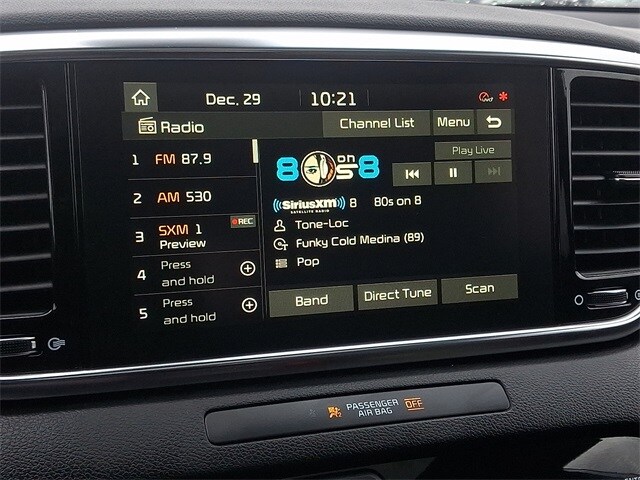 Dec. 29 10:21
Radio Channel List Menu
1 FM 87.9
2 AM 530
3 SXM 1 REC
Preview
4 Press
and hold
5 Press
and hold
8 0s on 8
Play Live
SiriusXM 8 80s on 8
SATELLITE RADIO
Tone-Loc
Funky Cold Medina (89)
Pop
Band Direct Tune Scan
PASSENGER
AIR BAG OFF